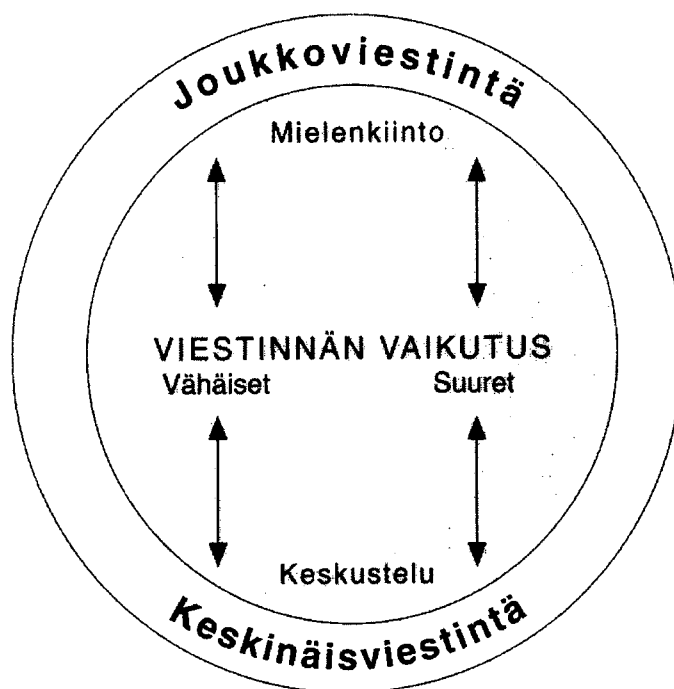 Joukkoviestintä
Mielenkiinto
VIESTINNÄN VAIKUTUS
Vähäiset Suuret
Keskustelu
Keskinäisviestintä